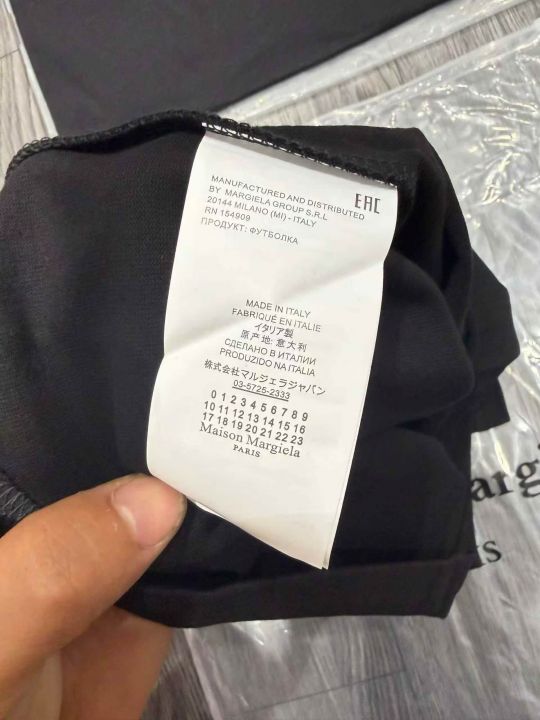 MANUFACTURED AND DISTRIBUTED
BY MARGIELA GROUP S.R.L
20144 MILANO (MI) - ITALY
RN 154909
ПРОДУКТ: ФУТБОЛКА
EAC
MADE IN ITALY
FABRIQUÉ EN ITALIE
イタリア製
原产地: 意大利
СДЕЛАНО В ИТАЛИИ
PRODUZIDO NA ITALIA
株式会社マルジェラジャパン
03-5725-2333
0 1 2 3 4 5 6 7 8 9
10 11 12 13 14 15 16
17 18 19 20 21 22 23
Maison Margiela
PARIS